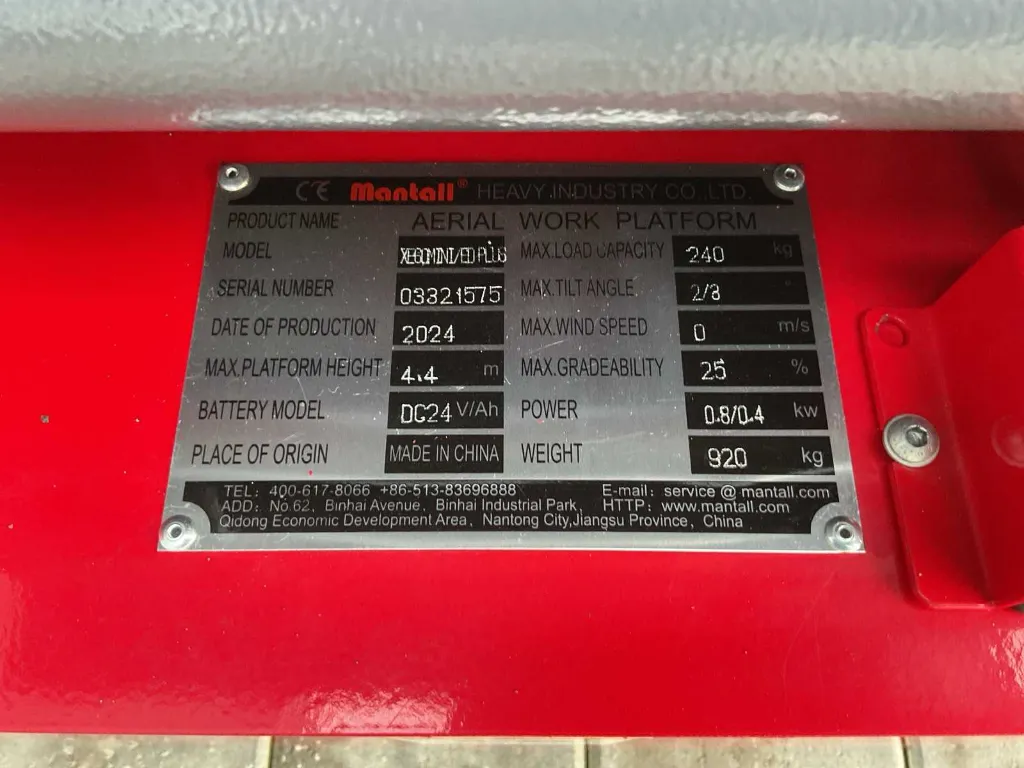 CE Mantall® HEAVY INDUSTRY CO.,LTD.
PRODUCT NAME AERIAL WORK PLATFORM
MODEL MAX.LOAD CAPACITY 240 kg
SERIAL NUMBER 03321575 MAX.TILT ANGLE 2/3 °
DATE OF PRODUCTION 2024 MAX.WIND SPEED 0 m/s
MAX.PLATFORM HEIGHT 4.4 m MAX.GRADEABILITY 25 %
BATTERY MODEL DC24 V/Ah POWER 0.8/0.4 kw
PLACE OF ORIGIN MADE IN CHINA WEIGHT 920 kg
TEL: 400-617-8066 +86-513-83696888 E-mail: service @ mantall.com
ADD: No.62, Binhai Avenue, Binhai Industrial Park, HTTP: www.mantall.com
Qidong Economic Development Area, Nantong City,Jiangsu Province, China